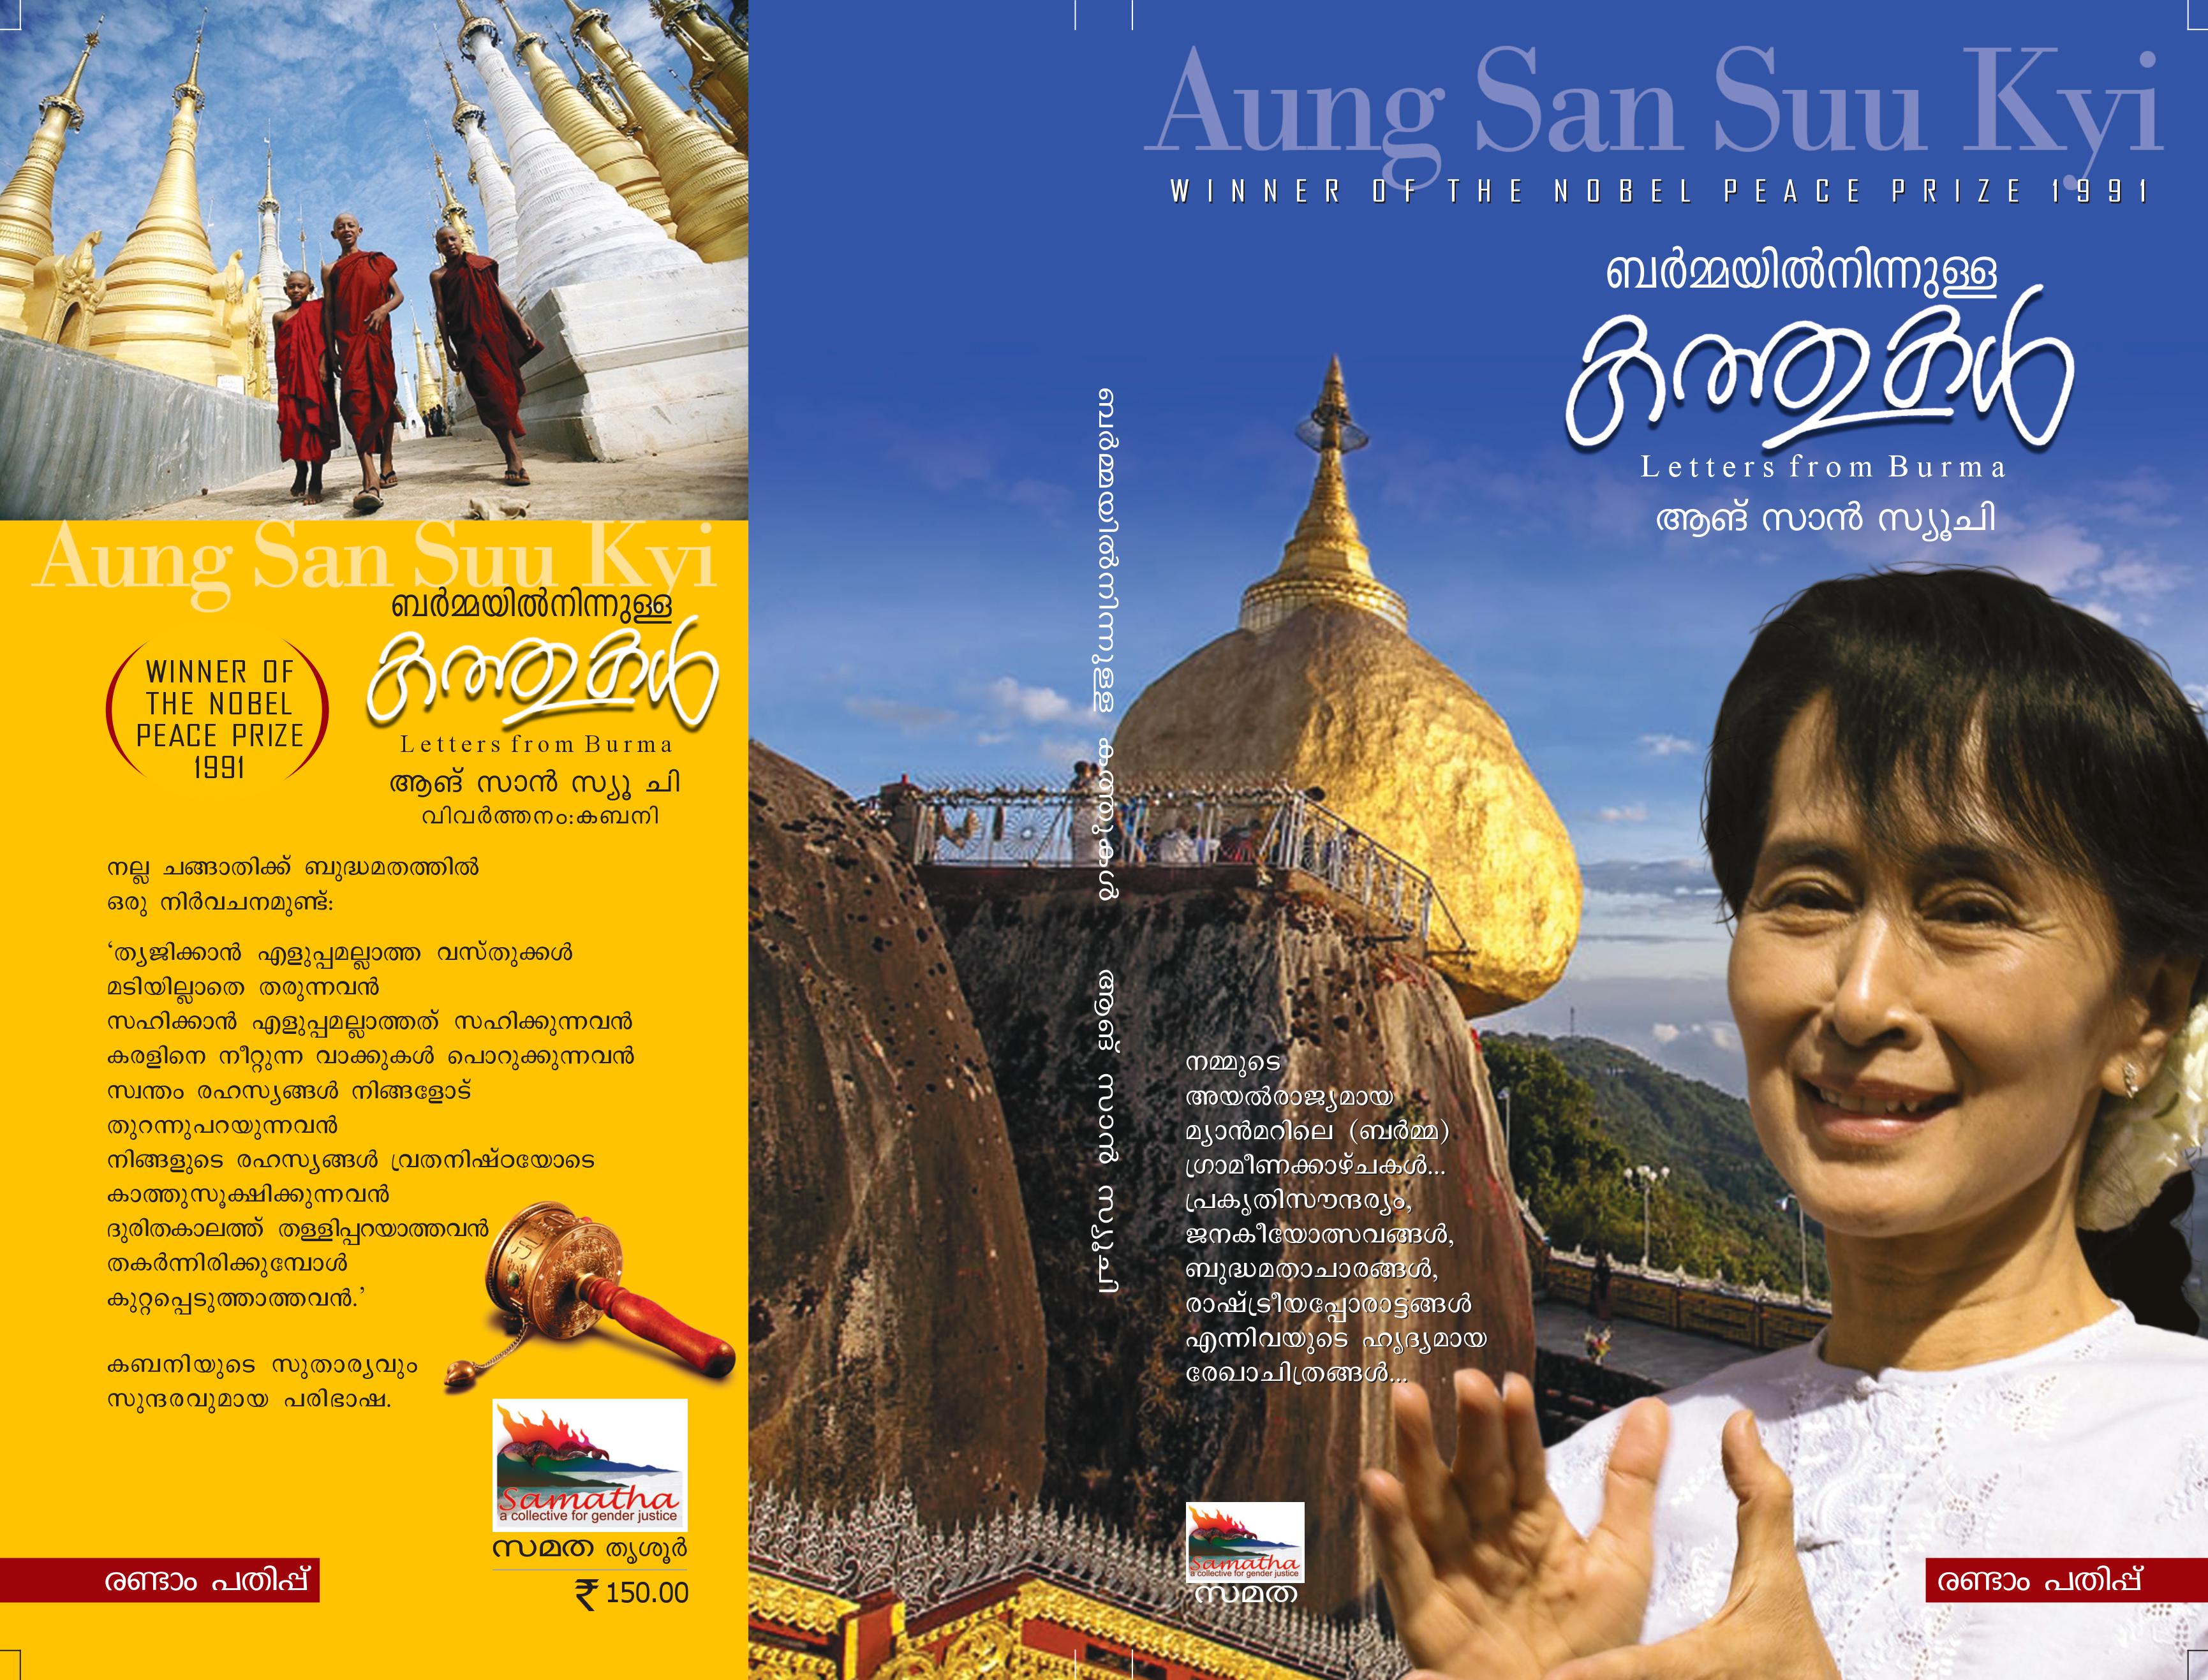 Aung San Suu Kyi
ബർമ്മയിൽനിന്നുള്ള
കത്തുകൾ
Letters from Burma
ആങ് സാൻ സ്യൂ ചി
വിവർത്തനം:കബനി
WINNER OF
THE NOBEL
PEACE PRIZE
1991
നല്ല ചങ്ങാതിക്ക് ബുദ്ധമതത്തിൽ
ഒരു നിർവചനമുണ്ട്:
‘ത്യജിക്കാൻ എളുപ്പമല്ലാത്ത വസ്തുക്കൾ
മടിയില്ലാതെ തരുന്നവൻ
സഹിക്കാൻ എളുപ്പമല്ലാത്തത് സഹിക്കുന്നവൻ
കരളിനെ നീറ്റുന്ന വാക്കുകൾ പൊറുക്കുന്നവൻ
സ്വന്തം രഹസ്യങ്ങൾ നിങ്ങളോട്
തുറന്നുപറയുന്നവൻ
നിങ്ങളുടെ രഹസ്യങ്ങൾ വ്രതനിഷ്ഠയോടെ
കാത്തുസൂക്ഷിക്കുന്നവൻ
ദുരിതകാലത്ത് തള്ളിപ്പറയാത്തവൻ
തകർന്നിരിക്കുമ്പോൾ
കുറ്റപ്പെടുത്താത്തവൻ.’
കബനിയുടെ സുതാര്യവും
സുന്ദരവുമായ പരിഭാഷ.
Samatha
a collective for gender justice
സമത തൃശൂർ
₹ 150.00
രണ്ടാം പതിപ്പ്
ബർമ്മയിൽനിന്നുള്ള കത്തുകൾ ആങ് സാൻ സ്യൂചി
Aung San Suu Kyi
WINNER OF THE NOBEL PEACE PRIZE 1991
ബർമ്മയിൽനിന്നുള്ള
കത്തുകൾ
Letters from Burma
ആങ് സാൻ സ്യൂചി
നമ്മുടെ
അയൽരാജ്യമായ
മ്യാൻമറിലെ (ബർമ്മ)
ഗ്രാമീണക്കാഴ്ചകൾ...
പ്രകൃതിസൗന്ദര്യം,
ജനകീയോത്സവങ്ങൾ,
ബുദ്ധമതാചാരങ്ങൾ,
രാഷ്ട്രീയപ്പോരാട്ടങ്ങൾ
എന്നിവയുടെ ഹൃദ്യമായ
രേഖാചിത്രങ്ങൾ...
Samatha
a collective for gender justice
സമത
രണ്ടാം പതിപ്പ്